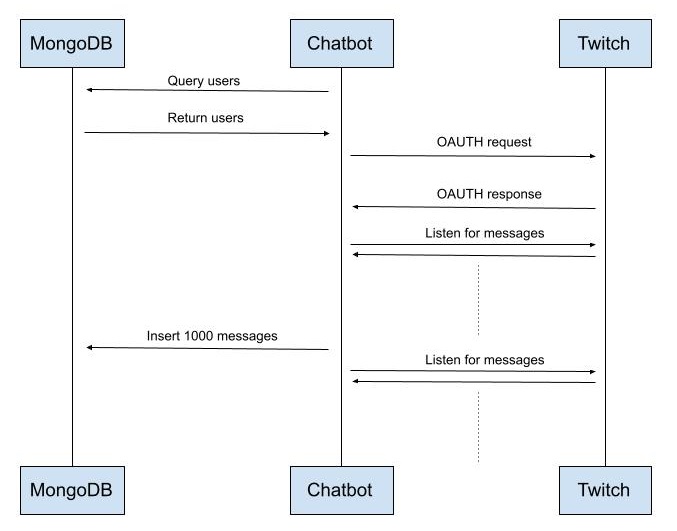 MongoDB
Chatbot
Twitch
Query users
Return users
OAUTH request
OAUTH response
Listen for messages
Insert 1000 messages
Listen for messages
MongoDB
Chatbot
Twitch